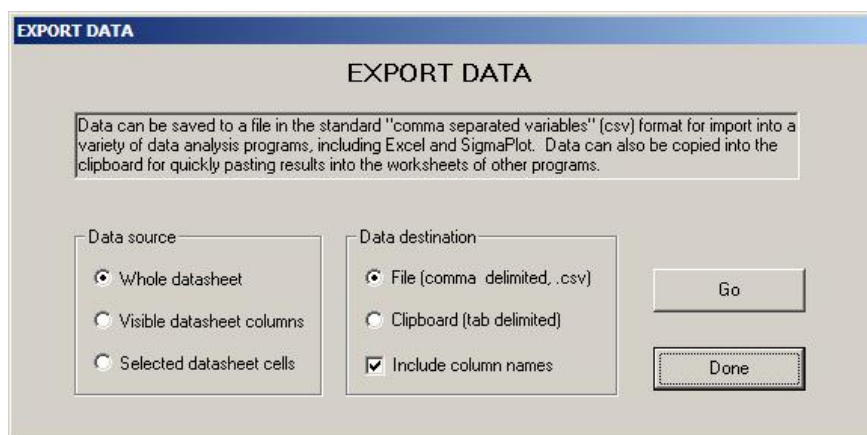 EXPORT DATA
EXPORT DATA
Data can be saved to a file in the standard "comma separated variables" (csv) format for import into a
variety of data analysis programs, including Excel and SigmaPlot. Data can also be copied into the
clipboard for quickly pasting results into the worksheets of other programs.
Data source
Whole datasheet
Visible datasheet columns
Selected datasheet cells
Data destination
File (comma delimited, .csv)
Clipboard (tab delimited)
Include column names
Go
Done